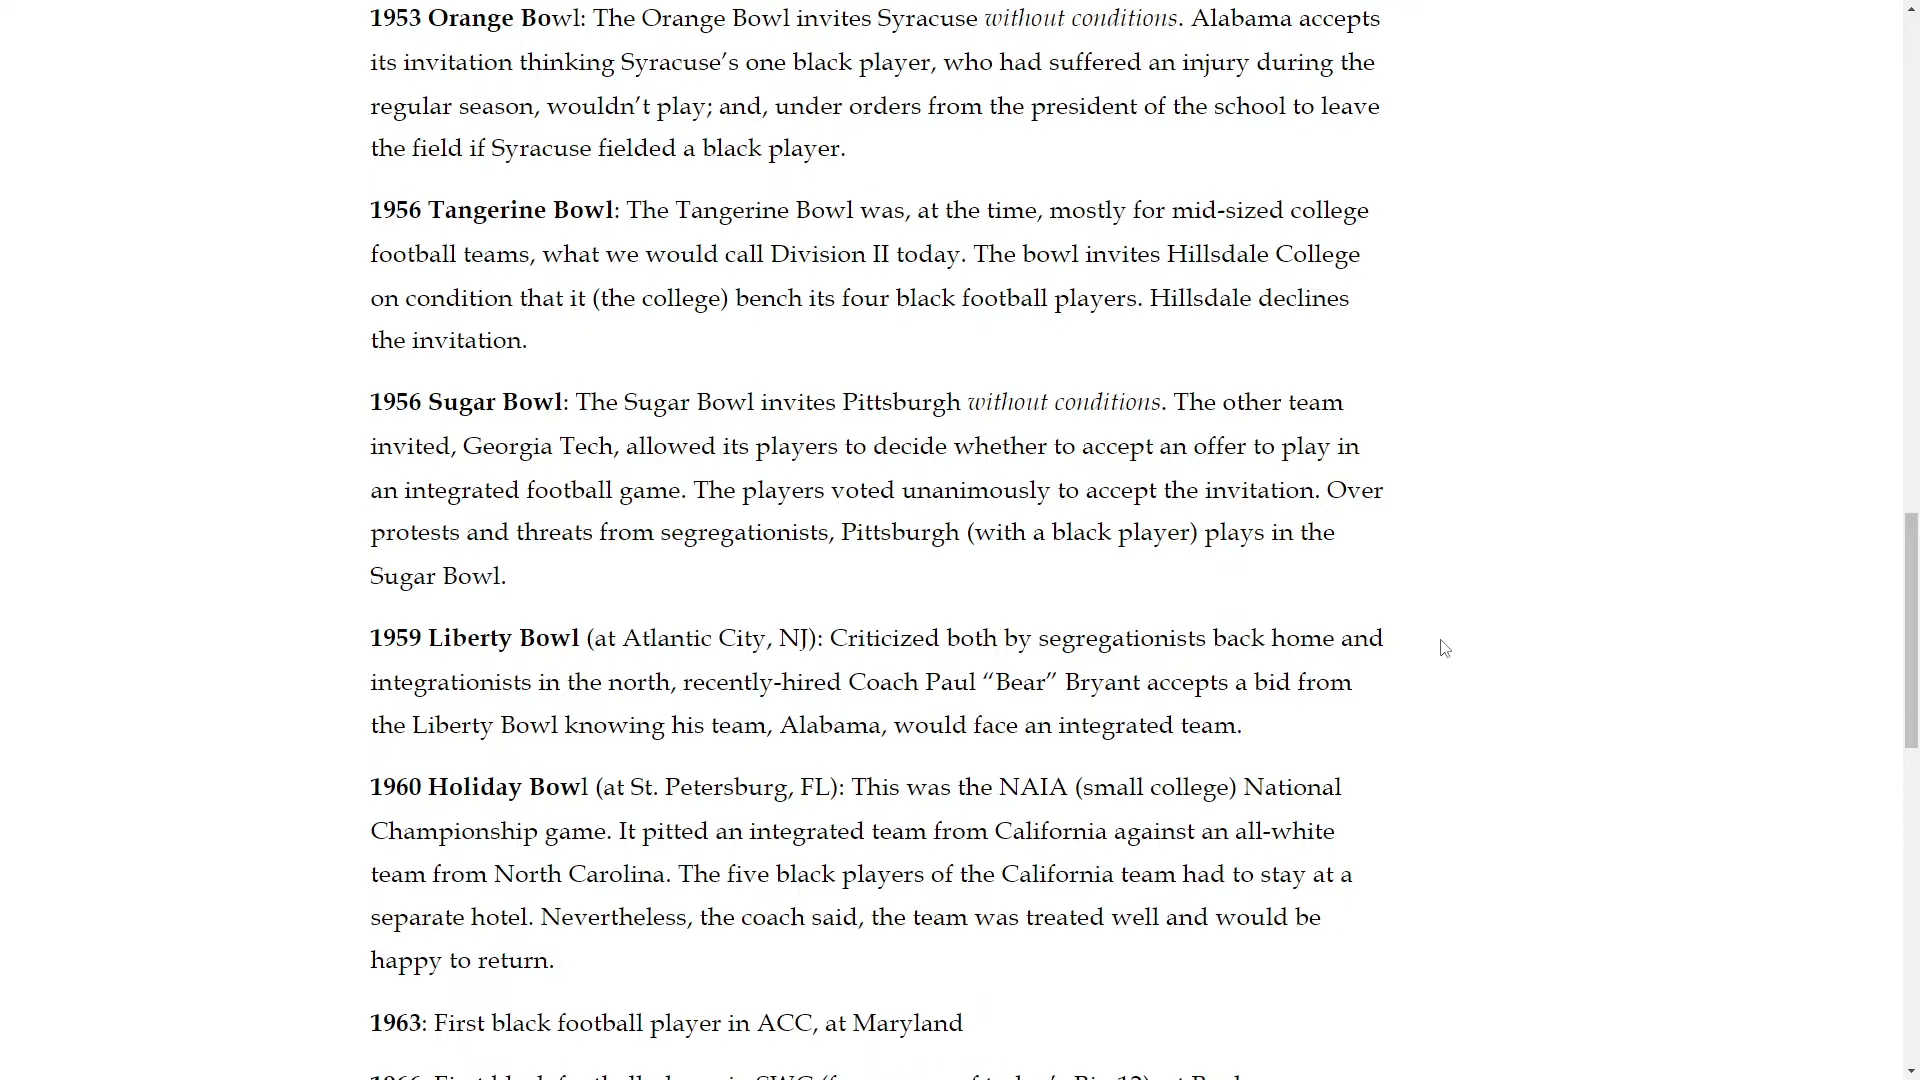 1953 Orange Bowl: The Orange Bowl invites Syracuse without conditions. Alabama accepts
its invitation thinking Syracuse’s one black player, who had suffered an injury during the
regular season, wouldn’t play; and, under orders from the president of the school to leave
the field if Syracuse fielded a black player.
1956 Tangerine Bowl: The Tangerine Bowl was, at the time, mostly for mid-sized college
football teams, what we would call Division II today. The bowl invites Hillsdale College
on condition that it (the college) bench its four black football players. Hillsdale declines
the invitation.
1956 Sugar Bowl: The Sugar Bowl invites Pittsburgh without conditions. The other team
invited, Georgia Tech, allowed its players to decide whether to accept an offer to play in
an integrated football game. The players voted unanimously to accept the invitation. Over
protests and threats from segregationists, Pittsburgh (with a black player) plays in the
Sugar Bowl.
1959 Liberty Bowl (at Atlantic City, NJ): Criticized both by segregationists back home and
integrationists in the north, recently-hired Coach Paul “Bear” Bryant accepts a bid from
the Liberty Bowl knowing his team, Alabama, would face an integrated team.
1960 Holiday Bowl (at St. Petersburg, FL): This was the NAIA (small college) National
Championship game. It pitted an integrated team from California against an all-white
team from North Carolina. The five black players of the California team had to stay at a
separate hotel. Nevertheless, the coach said, the team was treated well and would be
happy to return.
1963: First black football player in ACC, at Maryland